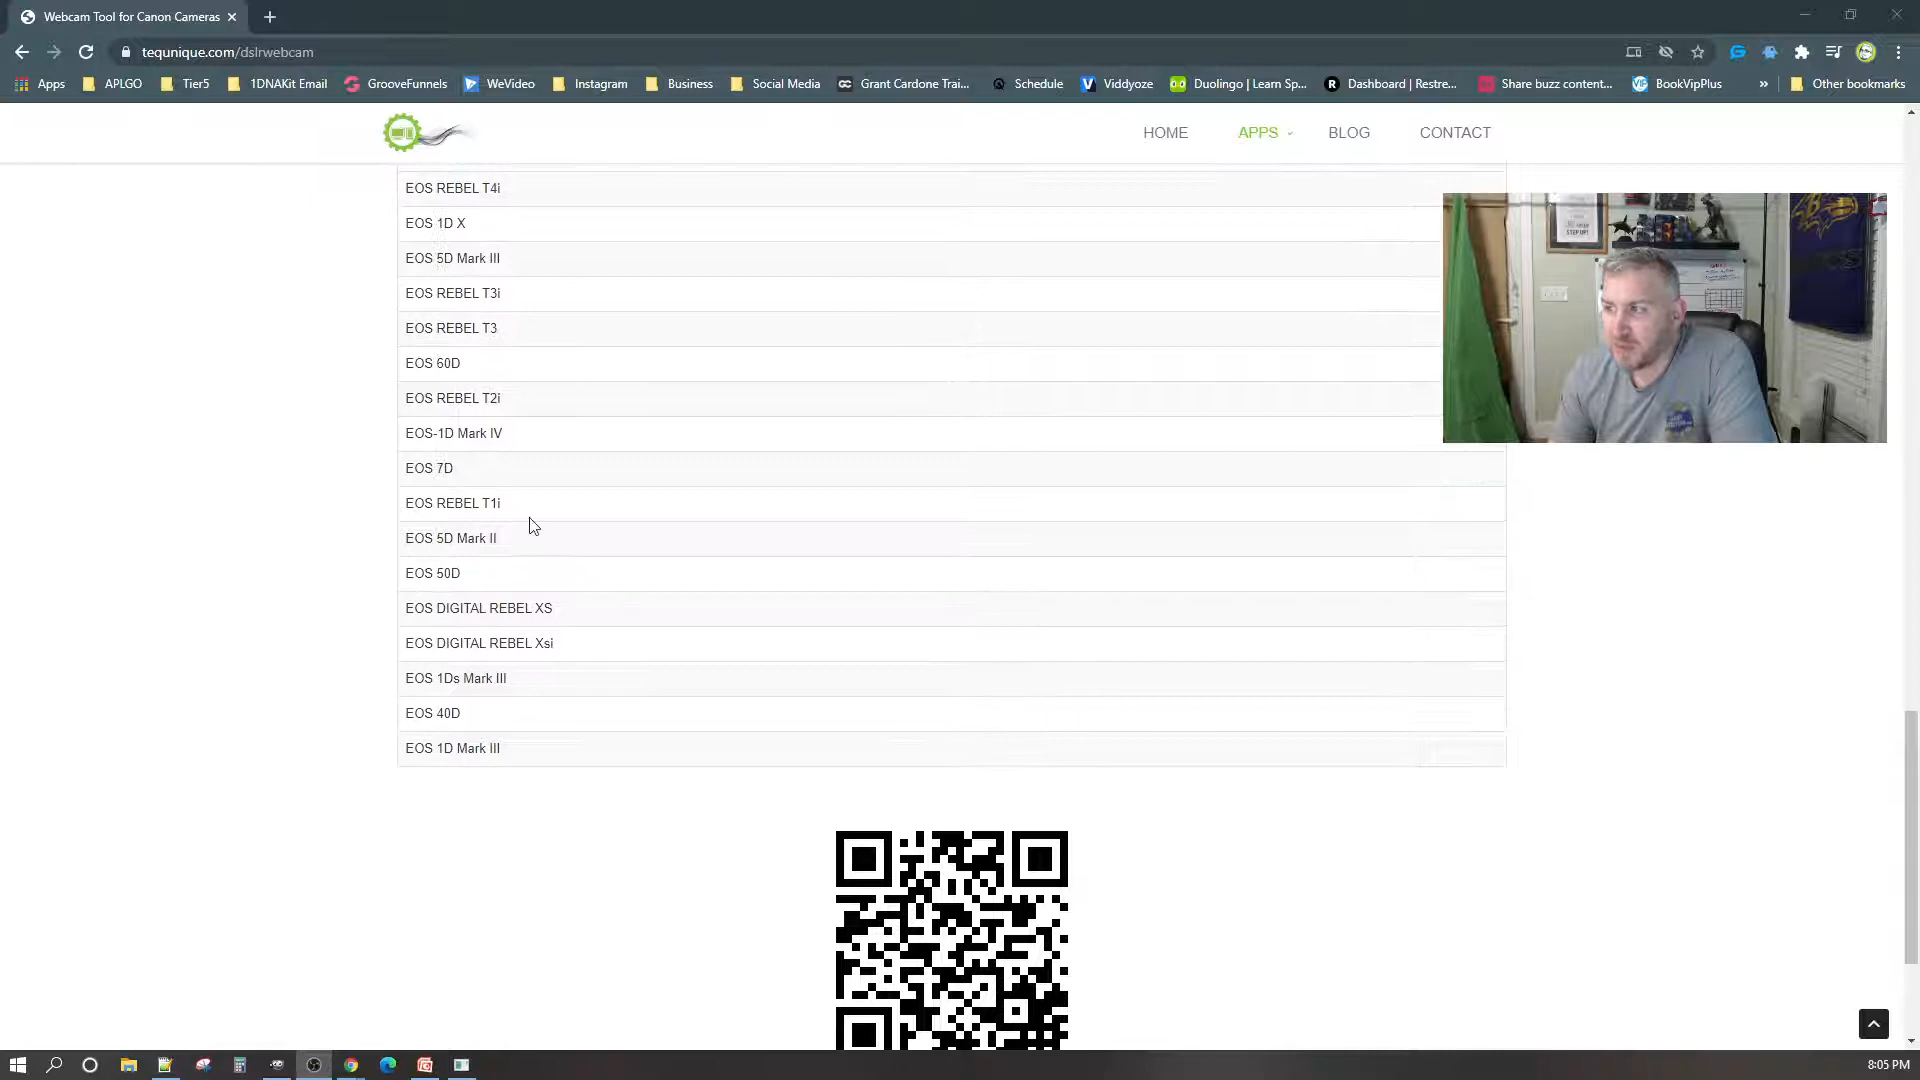 Webcam Tool for Canon Cameras
tequnique.com/dslrwebcam
Apps
APLGO
Tier5
1DNAKit Email
GrooveFunnels
WeVideo
Instagram
Business
Social Media
CC
Grant Cardone Trai...
Schedule
Viddyoze
Duolingo | Learn Sp...
Dashboard | Restre...
Share buzz content...
BookVipPlus
»
Other bookmarks
HOME
APPS
BLOG
CONTACT
EOS REBEL T4i
EOS 1D X
EOS 5D Mark III
EOS REBEL T3i
EOS REBEL T3
EOS 60D
EOS REBEL T2i
EOS-1D Mark IV
EOS 7D
EOS REBEL T1i
EOS 5D Mark II
EOS 50D
EOS DIGITAL REBEL XS
EOS DIGITAL REBEL Xsi
EOS 1Ds Mark III
EOS 40D
EOS 1D Mark III
STEP UP!
8:05 PM